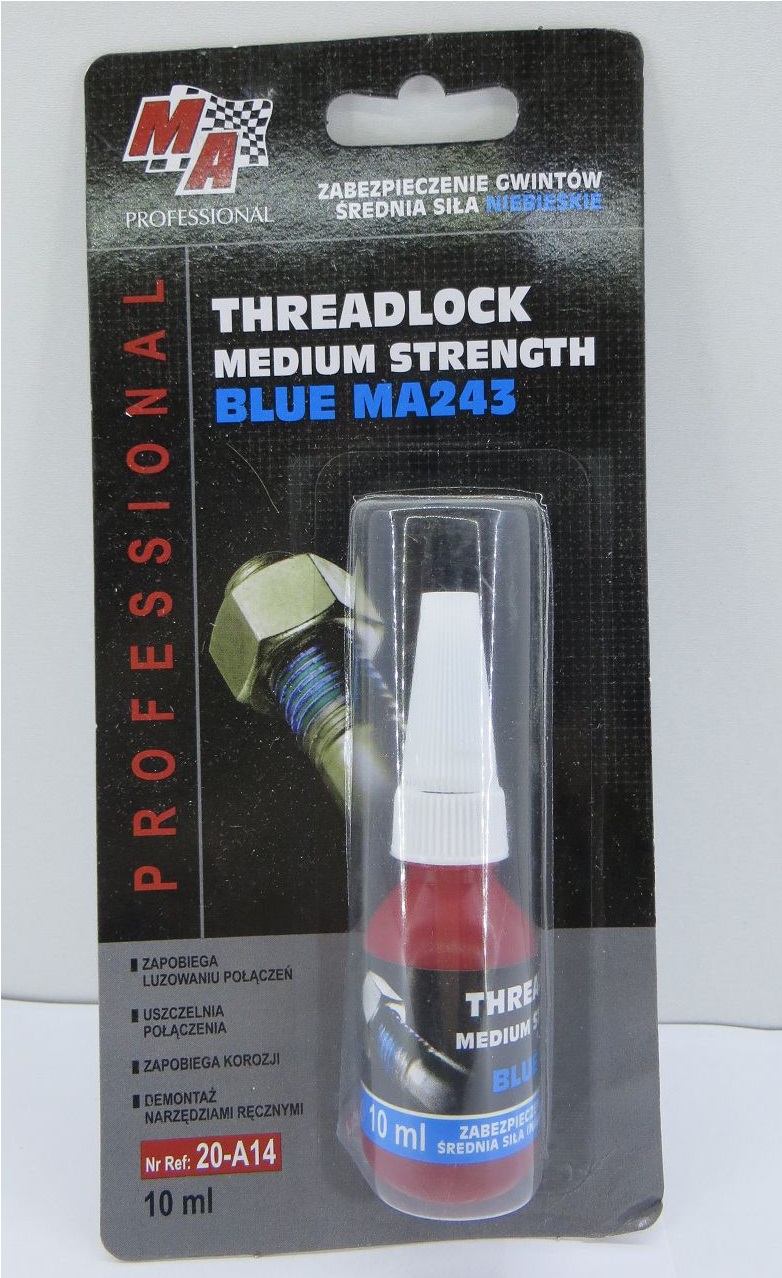 MA
PROFESSIONAL
ZABEZPIECZENIE GWINTÓW
ŚREDNIA SIŁA NIEBIESKIE
PROFESSIONAL
THREADLOCK
MEDIUM STRENGTH
BLUE MA243
ZAPOBIEGA
LUZOWANIU POŁĄCZEŃ
USZCZELNIA
POŁĄCZENIA
ZAPOBIEGA KOROZJI
DEMONTAŻ
NARZĘDZIAMI RĘCZNYMI
Nr Ref: 20-A14
10 ml
THREA
MEDIUM S
BLU
10 ml
ZABEZPIECZE
ŚREDNIA SIŁA